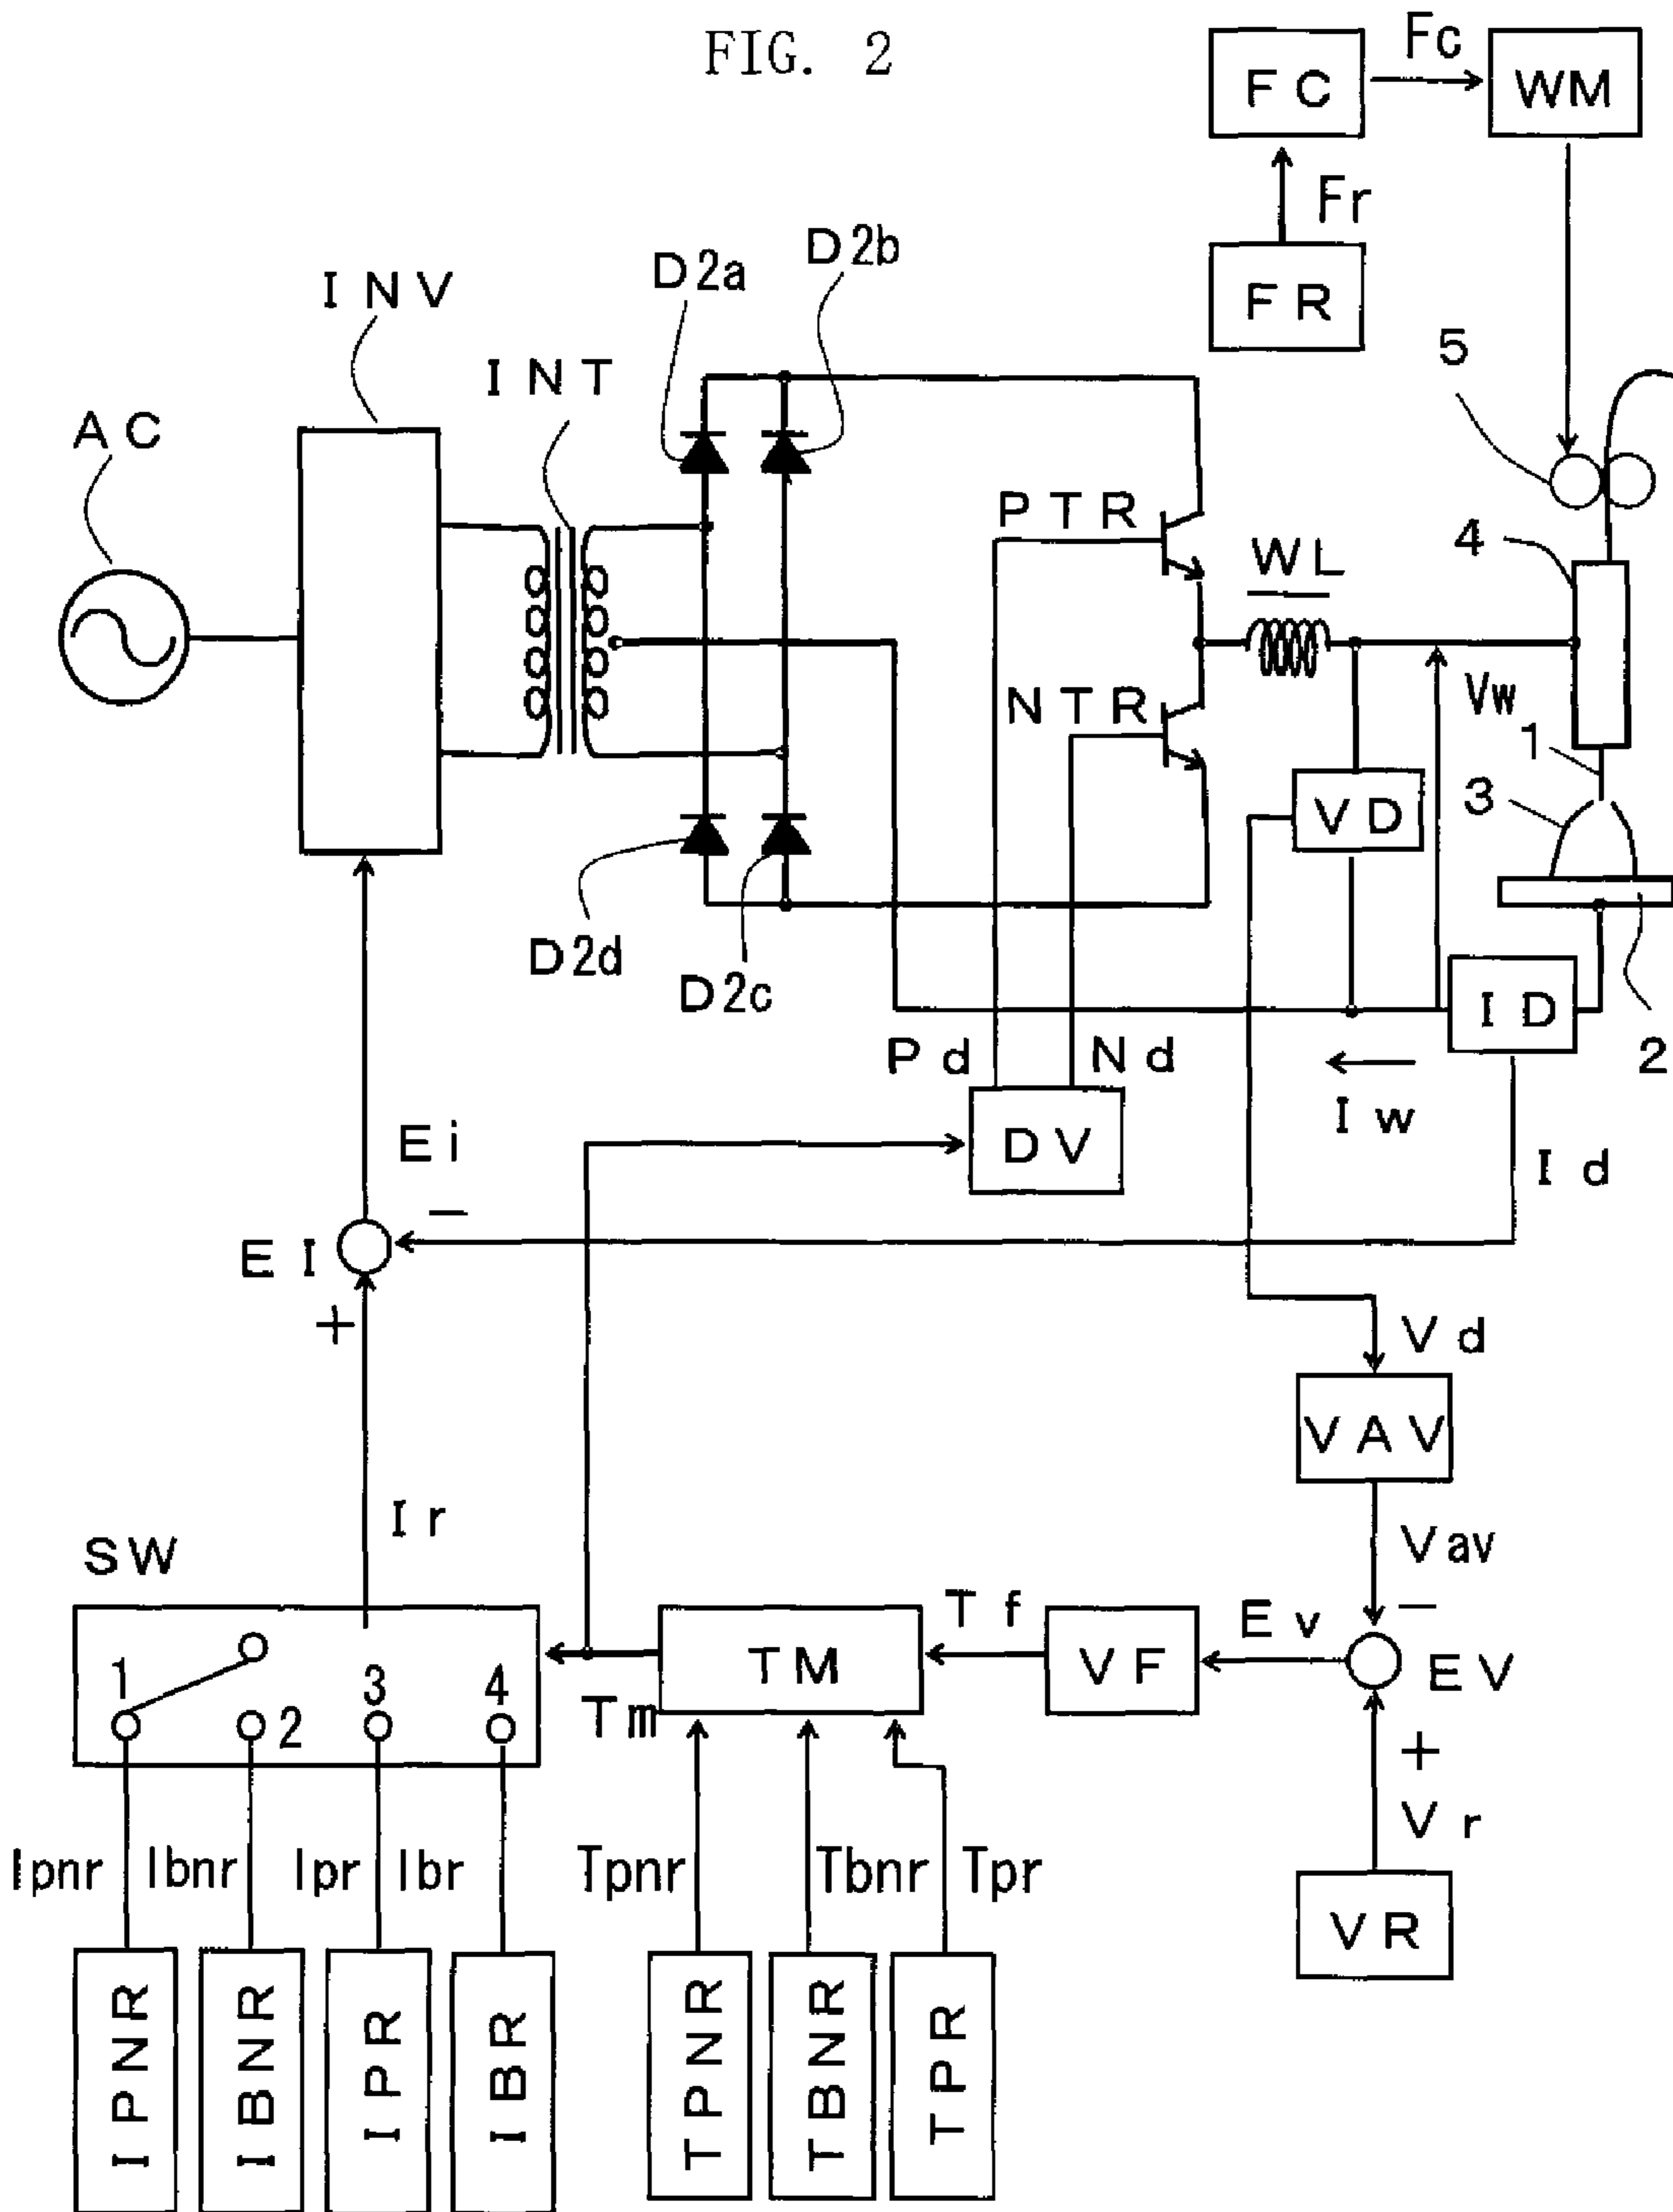 FIG. 2
FC
Fc
WM
Fr
FR
D2b
D2a
INV
INT
AC
5
PTR
4
WL
NTR
Vw
1
3
VD
D2d
D2c
ID
2
Pd
Nd
Iw
DV
Id
Ei
−
EI
+
Vd
VAV
Ir
Vav
SW
−
Tf
Ev
TM
VF
EV
1
2
3
4
Tm
+
Vr
Ipnr
Ibnr
Ipr
Ibr
Tpnr
Tbnr
Tpr
VR
IPNR
IBNR
IPR
IBR
TPNR
TBNR
TPR